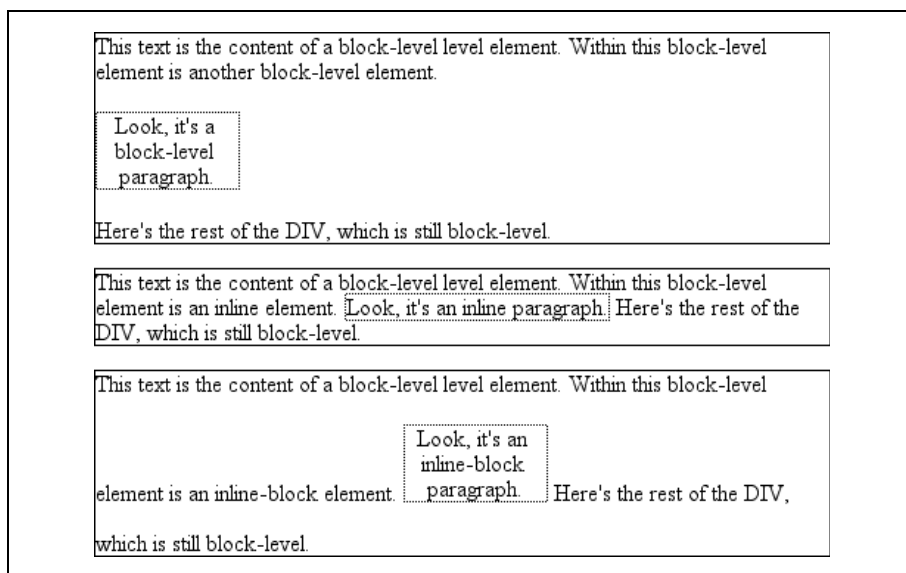 This text is the content of a block-level level element. Within this block-level
element is another block-level element.
Look, it's a
block-level
paragraph.
Here's the rest of the DIV, which is still block-level.
This text is the content of a block-level level element. Within this block-level
element is an inline element. Look, it's an inline paragraph. Here's the rest of the
DIV, which is still block-level.
This text is the content of a block-level level element. Within this block-level
Look, it's an
inline-block
element is an inline-block element. paragraph. Here's the rest of the DIV,
which is still block-level.